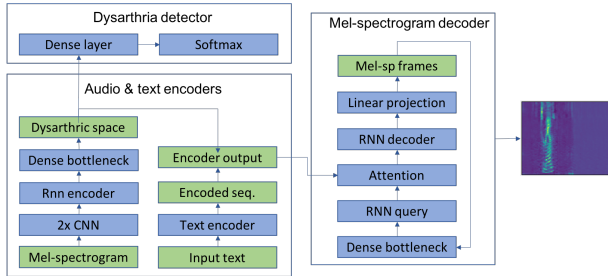 Dysarthria detector
Dense layer
Softmax
Audio & text encoders
Dysarthric space
Dense bottleneck
Rnn encoder
2x CNN
Mel-spectrogram
Encoder output
Encoded seq.
Text encoder
Input text
Mel-spectrogram decoder
Mel-sp frames
Linear projection
RNN decoder
Attention
RNN query
Dense bottleneck